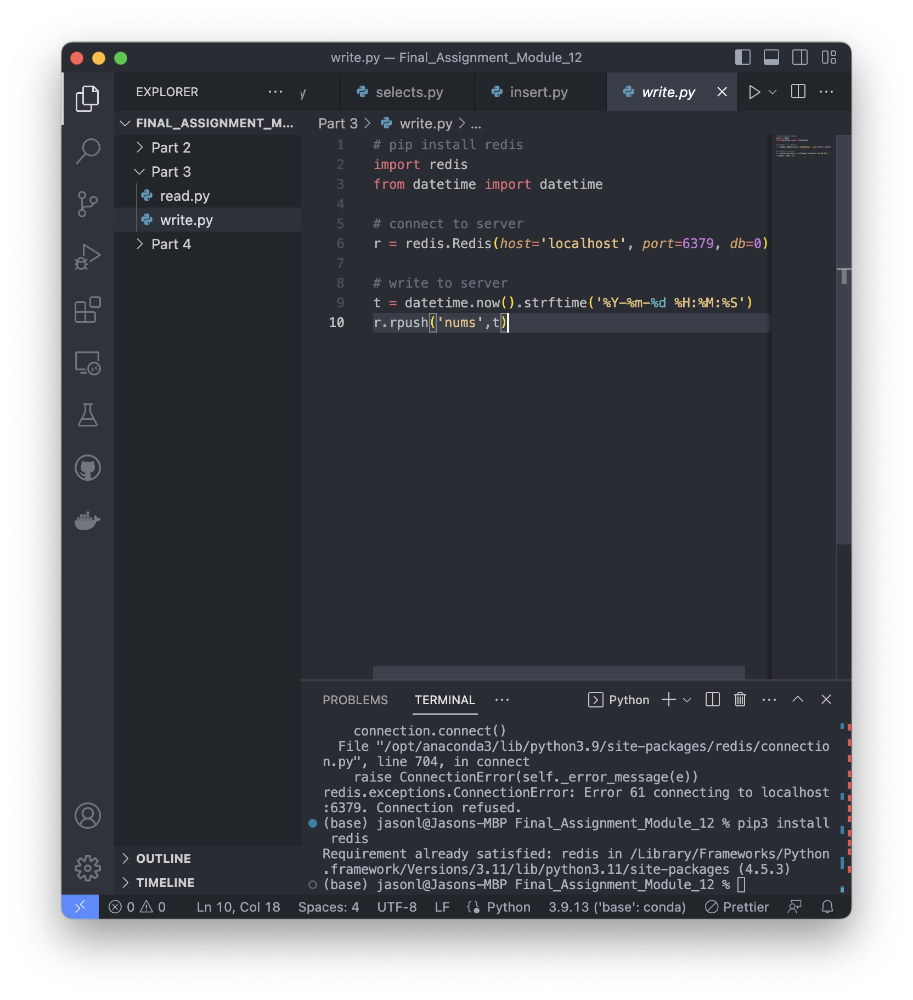 write.py — Final_Assignment_Module_12
EXPLORER
y
selects.py
insert.py
write.py
FINAL_ASSIGNMENT_M...
Part 3 > write.py > ...
Part 2
Part 3
read.py
write.py
Part 4
1 # pip install redis
2 import redis
3 from datetime import datetime
4
5 # connect to server
6 r = redis.Redis(host='localhost', port=6379, db=0)
7
8 # write to server
9 t = datetime.now().strftime('%Y-%m-%d %H:%M:%S')
10 r.rpush('nums',t)
PROBLEMS
TERMINAL
Python
connection.connect()
File "/opt/anaconda3/lib/python3.9/site-packages/redis/connectio
n.py", line 704, in connect
raise ConnectionError(self._error_message(e))
redis.exceptions.ConnectionError: Error 61 connecting to localhost
:6379. Connection refused.
(base) jasonl@Jasons-MBP Final_Assignment_Module_12 % pip3 install
redis
Requirement already satisfied: redis in /Library/Frameworks/Python
.framework/Versions/3.11/lib/python3.11/site-packages (4.5.3)
(base) jasonl@Jasons-MBP Final_Assignment_Module_12 %
OUTLINE
TIMELINE
0 0 Ln 10, Col 18 Spaces: 4 UTF-8 LF Python 3.9.13 ('base': conda) Prettier